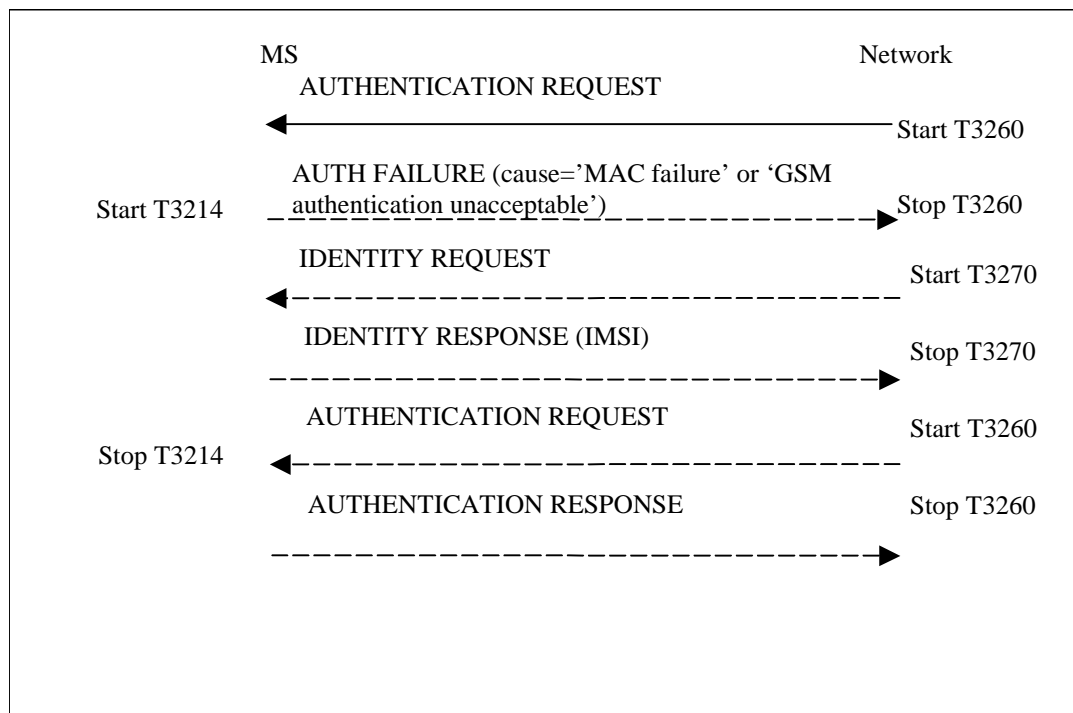 MS Network
AUTHENTICATION REQUEST
Start T3260
AUTH FAILURE (cause=’MAC failure’ or ‘GSM
authentication unacceptable’)
Start T3214 Stop T3260
IDENTITY REQUEST
Start T3270
IDENTITY RESPONSE (IMSI)
Stop T3270
AUTHENTICATION REQUEST
Start T3260
Stop T3214
AUTHENTICATION RESPONSE
Stop T3260